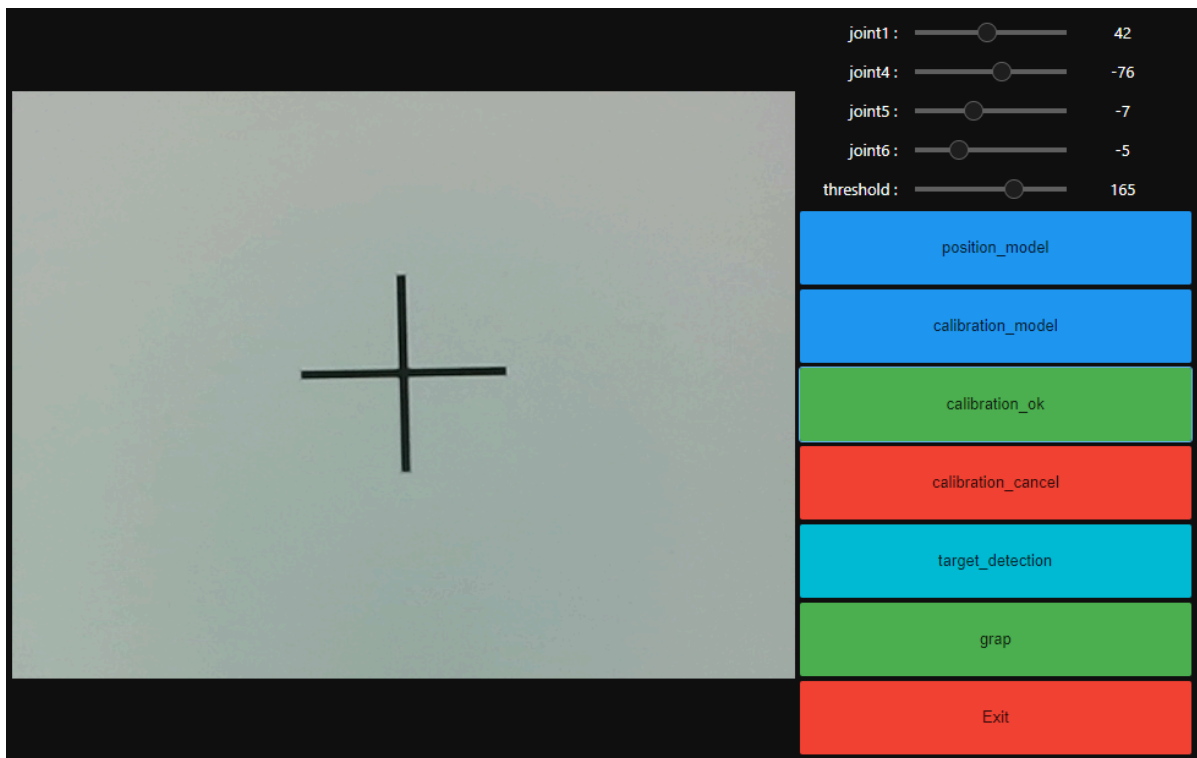 joint1 : 42
joint4 : -76
joint5 : -7
joint6 : -5
threshold : 165
position_model
calibration_model
calibration_ok
calibration_cancel
target_detection
grap
Exit